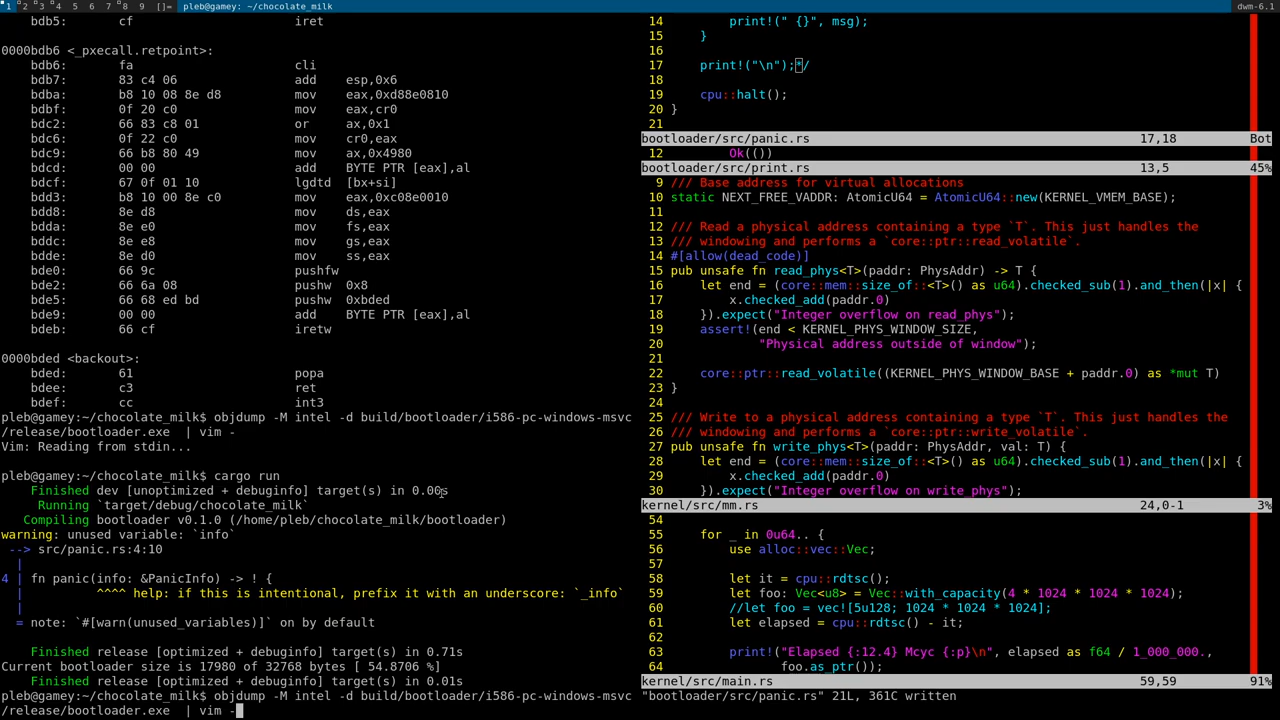 1 2 3 4 5 6 7 8 9 []= pleb@gamey: ~/chocolate_milk dwm-6.1
bdb5: cf iret
0000bdb6 <_pxecall.retpoint>:
bdb6: fa cli
bdb7: 83 c4 06 add esp,0x6
bdba: b8 10 08 8e d8 mov eax,0xd88e0810
bdbf: 0f 20 c0 mov eax,cr0
bdc2: 66 83 c8 01 or ax,0x1
bdc6: 0f 22 c0 mov cr0,eax
bdc9: 66 b8 80 49 mov ax,0x4980
bdcd: 00 00 add BYTE PTR [eax],al
bdcf: 67 0f 01 10 lgdtd [bx+si]
bdd3: b8 10 00 8e c0 mov eax,0xc08e0010
bdd8: 8e d8 mov ds,eax
bdda: 8e e0 mov fs,eax
bddc: 8e e8 mov gs,eax
bdde: 8e d0 mov ss,eax
bde0: 66 9c pushfw
bde2: 66 6a 08 pushw 0x8
bde5: 66 68 ed bd pushw 0xbded
bde9: 00 00 add BYTE PTR [eax],al
bdeb: 66 cf iretw
0000bded <backout>:
bded: 61 popa
bdee: c3 ret
bdef: cc int3
pleb@gamey:~/chocolate_milk$ objdump -M intel -d build/bootloader/i586-pc-windows-msvc
/release/bootloader.exe | vim -
Vim: Reading from stdin...
pleb@gamey:~/chocolate_milk$ cargo run
Finished dev [unoptimized + debuginfo] target(s) in 0.00s
Running `target/debug/chocolate_milk`
Compiling bootloader v0.1.0 (/home/pleb/chocolate_milk/bootloader)
warning: unused variable: `info`
--> src/panic.rs:4:10
|
4 | fn panic(info: &PanicInfo) -> ! {
| ^^^^ help: if this is intentional, prefix it with an underscore: `_info`
|
= note: `#[warn(unused_variables)]` on by default
Finished release [optimized + debuginfo] target(s) in 0.71s
Current bootloader size is 17980 of 32768 bytes [ 54.8706 %]
Finished release [optimized + debuginfo] target(s) in 0.01s
pleb@gamey:~/chocolate_milk$ objdump -M intel -d build/bootloader/i586-pc-windows-msvc
/release/bootloader.exe | vim -
14 print!(" {}", msg);
15 }
16
17 print!("\n");*/
18
19 cpu::halt();
20 }
21
bootloader/src/panic.rs 17,18 Bot
12 Ok(())
bootloader/src/print.rs 13,5 45%
9 /// Base address for virtual allocations
10 static NEXT_FREE_VADDR: AtomicU64 = AtomicU64::new(KERNEL_VMEM_BASE);
11
12 /// Read a physical address containing a type `T`. This just handles the
13 /// windowing and performs a `core::ptr::read_volatile`.
14 #[allow(dead_code)]
15 pub unsafe fn read_phys<T>(paddr: PhysAddr) -> T {
16 let end = (core::mem::size_of::<T>() as u64).checked_sub(1).and_then(|x| {
17 x.checked_add(paddr.0)
18 }).expect("Integer overflow on read_phys");
19 assert!(end < KERNEL_PHYS_WINDOW_SIZE,
20 "Physical address outside of window");
21
22 core::ptr::read_volatile((KERNEL_PHYS_WINDOW_BASE + paddr.0) as *mut T)
23 }
24
25 /// Write to a physical address containing a type `T`. This just handles the
26 /// windowing and performs a `core::ptr::write_volatile`.
27 pub unsafe fn write_phys<T>(paddr: PhysAddr, val: T) {
28 let end = (core::mem::size_of::<T>() as u64).checked_sub(1).and_then(|x| {
29 x.checked_add(paddr.0)
30 }).expect("Integer overflow on write_phys");
kernel/src/mm.rs 24,0-1 3%
54
55 for _ in 0u64.. {
56 use alloc::vec::Vec;
57
58 let it = cpu::rdtsc();
59 let foo: Vec<u8> = Vec::with_capacity(4 * 1024 * 1024 * 1024);
60 //let foo = vec![5u128; 1024 * 1024 * 1024];
61 let elapsed = cpu::rdtsc() - it;
62
63 print!("Elapsed {:12.4} Mcyc {:p}\n", elapsed as f64 / 1_000_000.,
64 foo.as_ptr());
kernel/src/main.rs 59,59 91%
"bootloader/src/panic.rs" 21L, 361C written